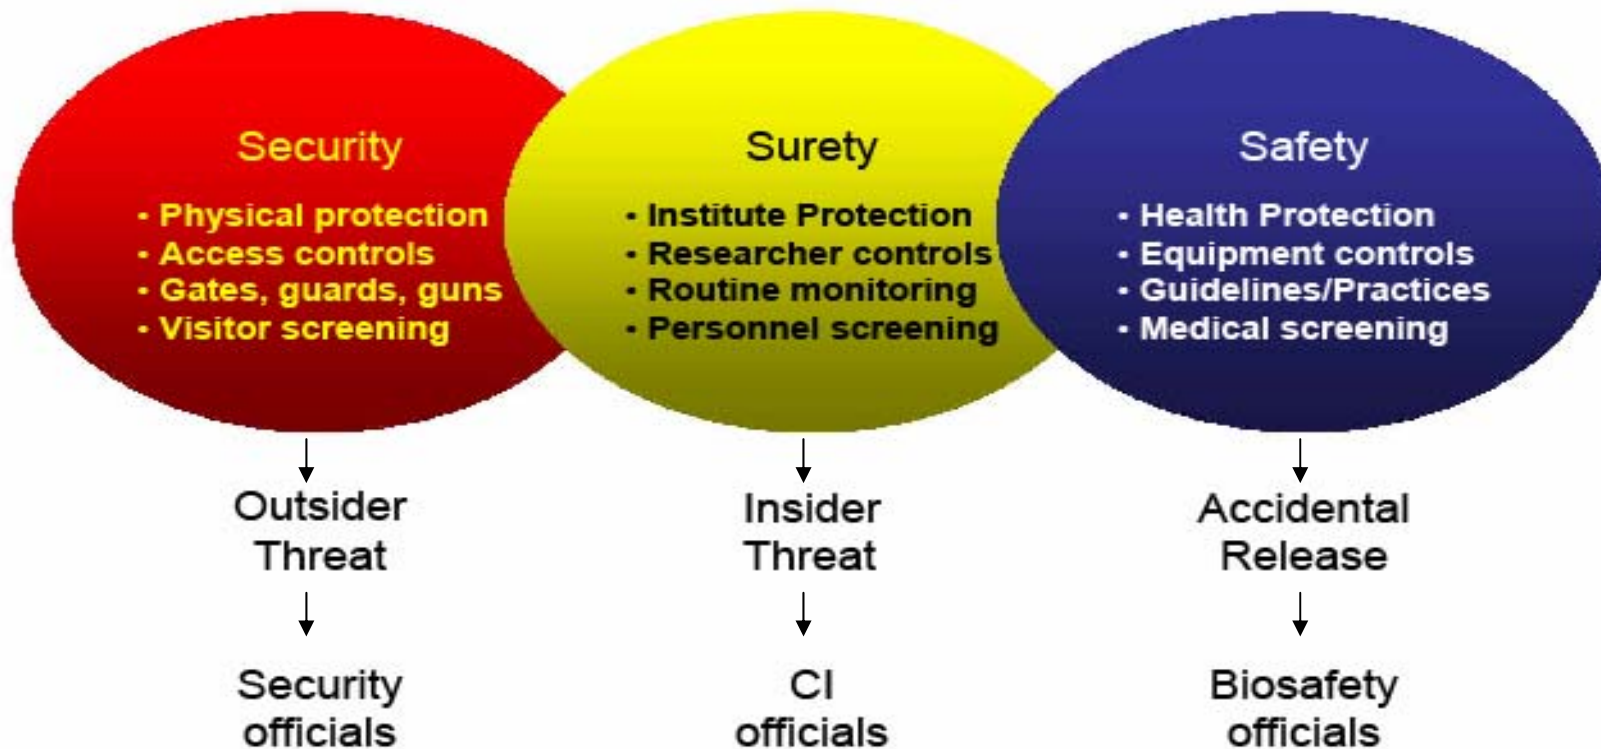 Security
• Physical protection
• Access controls
• Gates, guards, guns
• Visitor screening
Surety
• Institute Protection
• Researcher controls
• Routine monitoring
• Personnel screening
Safety
• Health Protection
• Equipment controls
• Guidelines/Practices
• Medical screening
Outsider
Threat
Insider
Threat
Accidental
Release
Security
officials
CI
officials
Biosafety
officials